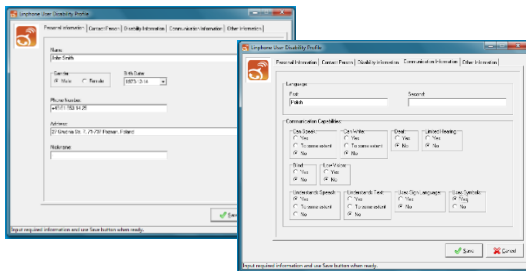 Linphone User Disability Profile
Personal Information | Contact Person | Disability Information | Communication Information | Other Information
Name:
John Smith
Gender
Male
Female
Birth Date:
Phone Number:
Address:
Poland
Nickname:
Save
Input required information and use Save button when ready.
Linphone User Disability Profile
Personal Information | Contact Person | Disability Information | Communication Information | Other Information
Language
First:
Second:
Polish
Communication Capabilities
Can Speak
Can Write
Deaf
Limited Hearing
Yes
Yes
Yes
Yes
To some extent
To some extent
No
No
No
No
Blind
Low Vision
Yes
Yes
No
No
Understands Speech
Understands Text
Uses Sign Language
Uses Symbols
Yes
Yes
Yes
Yes
To some extent
To some extent
No
No
No
No
Save
Cancel
Input required information and use Save button when ready.